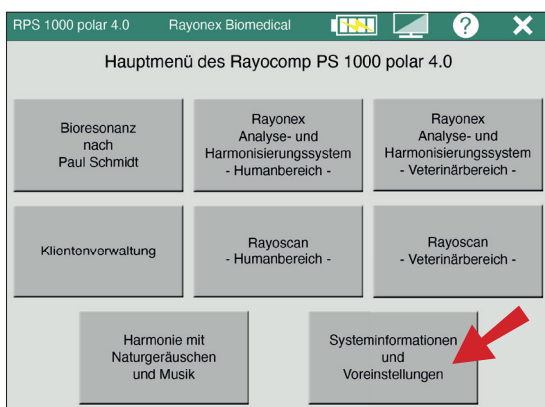 RPS 1000 polar 4.0 Rayonex Biomedical ?
Hauptmenü des Rayocomp PS 1000 polar 4.0
Bioresonanz
nach
Paul Schmidt
Rayonex
Analyse- und
Harmonisierungssystem
- Humanbereich -
Rayonex
Analyse- und
Harmonisierungssystem
- Veterinärbereich -
Klientenverwaltung
Rayoscan
- Humanbereich -
Rayoscan
- Veterinärbereich -
Harmonie mit
Naturgeräuschen
und Musik
Systeminformationen
und
Voreinstellungen